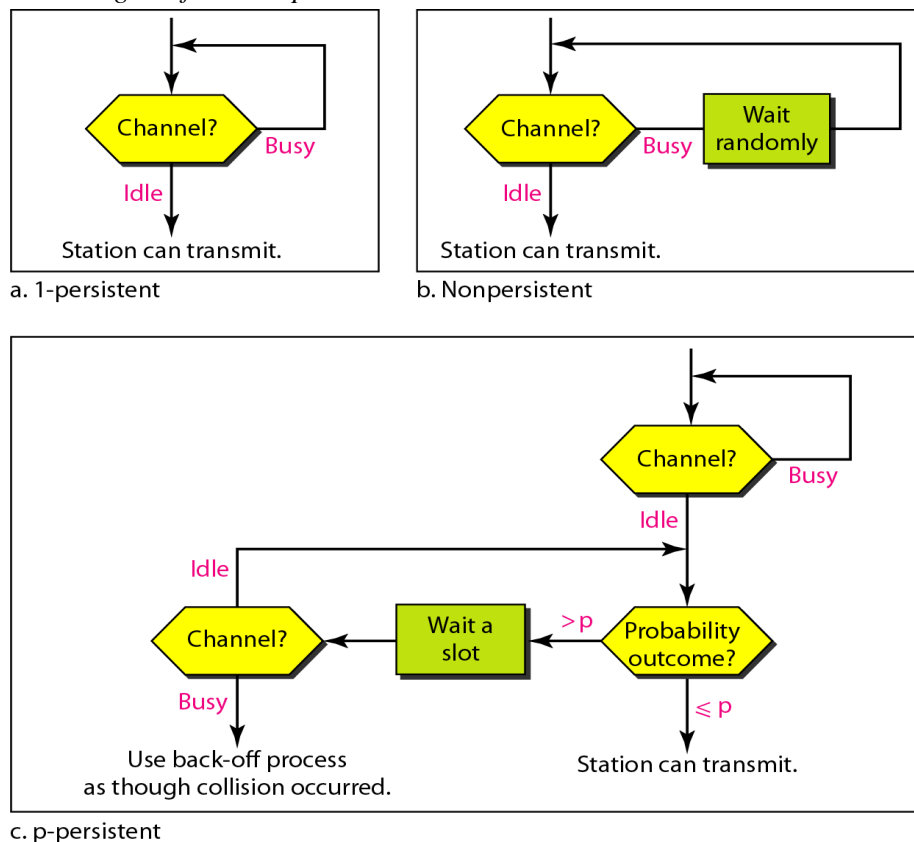 Channel?
Busy
Idle
Station can transmit.
a. 1-persistent
Channel?
Busy
Wait
randomly
Idle
Station can transmit.
b. Nonpersistent
Channel?
Busy
Idle
Idle
Channel?
Wait a
slot
> p
Probability
outcome?
Busy
⩽ p
Use back-off process
as though collision occurred.
Station can transmit.
c. p-persistent